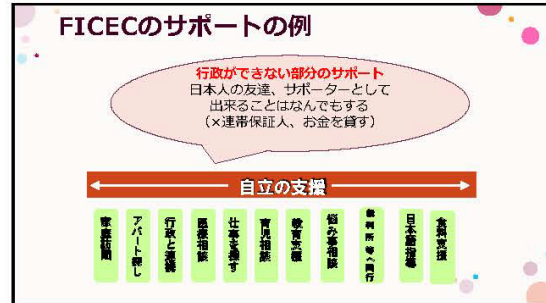 FICECのサポートの例
行政ができない部分のサポート
日本人の友達、サポーターとして
出来ることはなんでもする
(×連帯保証人、お金を貸す)
自立の支援
家庭訪問
アパート探し
行政と連携
医療相談
仕事を探す
育児相談
教育支援
悩み事相談
裁判所等へ同行
日本語指導
食料支援